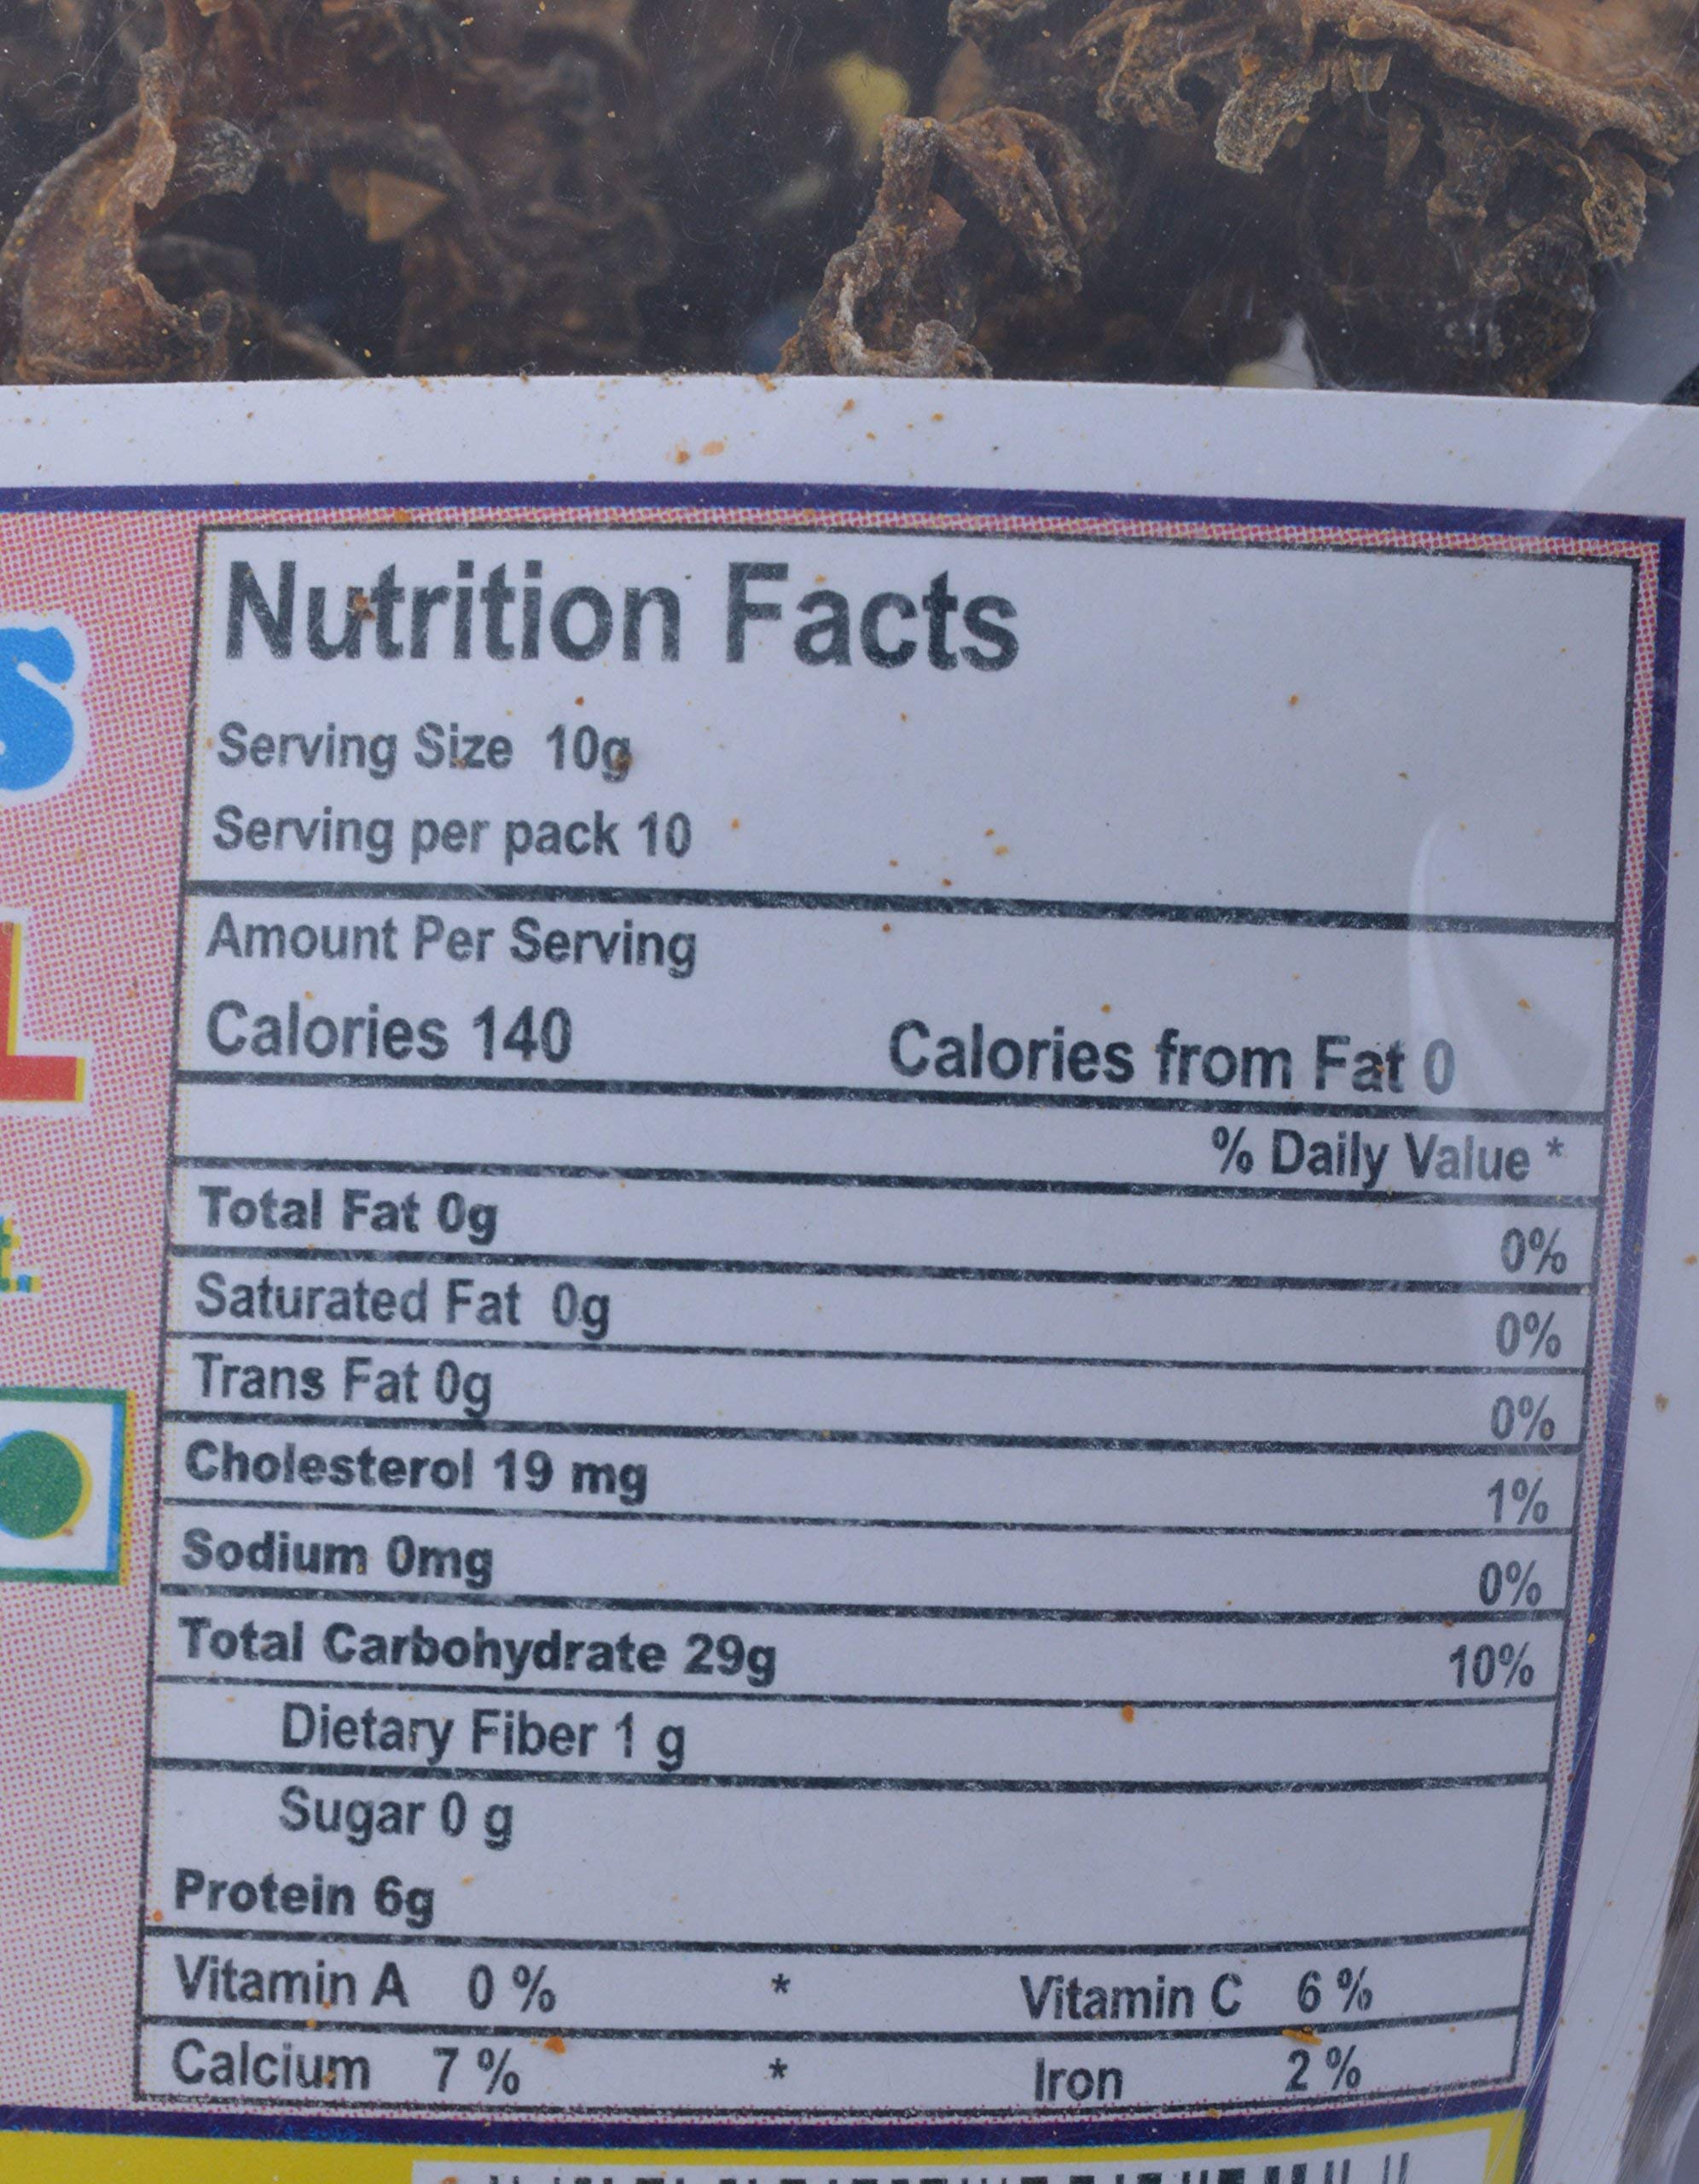 Nutrition Facts
Serving Size 10g
Serving per pack 10
Amount Per Serving
Calories 140 Calories from Fat 0
% Daily Value *
Total Fat 0g 0%
Saturated Fat 0g 0%
Trans Fat 0g 0%
Cholesterol 19 mg 1%
Sodium 0mg 0%
Total Carbohydrate 29g 10%
Dietary Fiber 1 g
Sugar 0 g
Protein 6g
Vitamin A 0 % * Vitamin C 6 %
Calcium 7 % * Iron 2 %